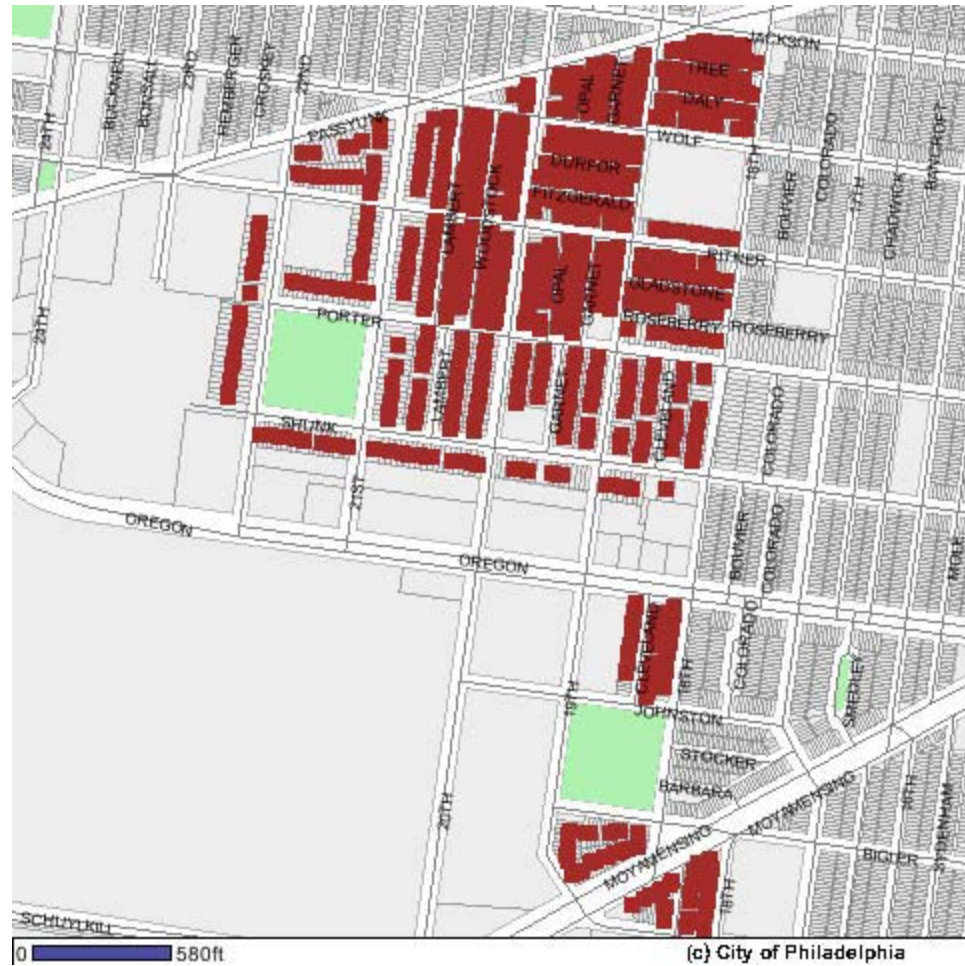 JACKSON
TREE
DALY
WOLF
OPAL
GARNET
BUCKNELL
BONSALL
23RD
HEMBERGER
CROSKEY
22ND
24TH
PASSYUNK
DURFOR
FITZGERALD
18TH
BOUVIER
COLORADO
17TH
CHADWICK
BANCROFT
LAMBERT
WOODSTOCK
RITNER
OPAL
GARNET
GLADSTONE
ROSEBERRY
ROSEBERRY
24TH
PORTER
LAMBERT
GARNET
CLEVELAND
COLORADO
SHUNK
21ST
OREGON
OREGON
BOUVIER
COLORADO
MOLE
CLEVELAND
18TH
COLORADO
SMEDLEY
19TH
JOHNSTON
STOCKER
BARBARA
MOYAMENSING
MOYAMENSING
20TH
16TH
SYDENHAM
BIGLER
18TH
SCHUYLKILL
0 580ft
(c) City of Philadelphia